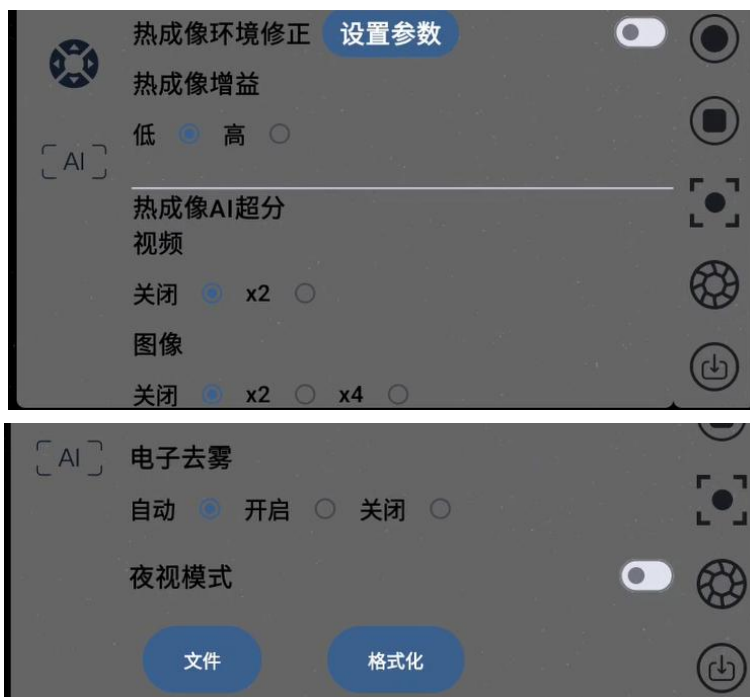 热成像环境修正 设置参数
热成像增益
低 高
AI
热成像AI超分
视频
关闭 x2
图像
关闭 x2 x4
AI 电子去雾
自动 开启 关闭
夜视模式
文件 格式化